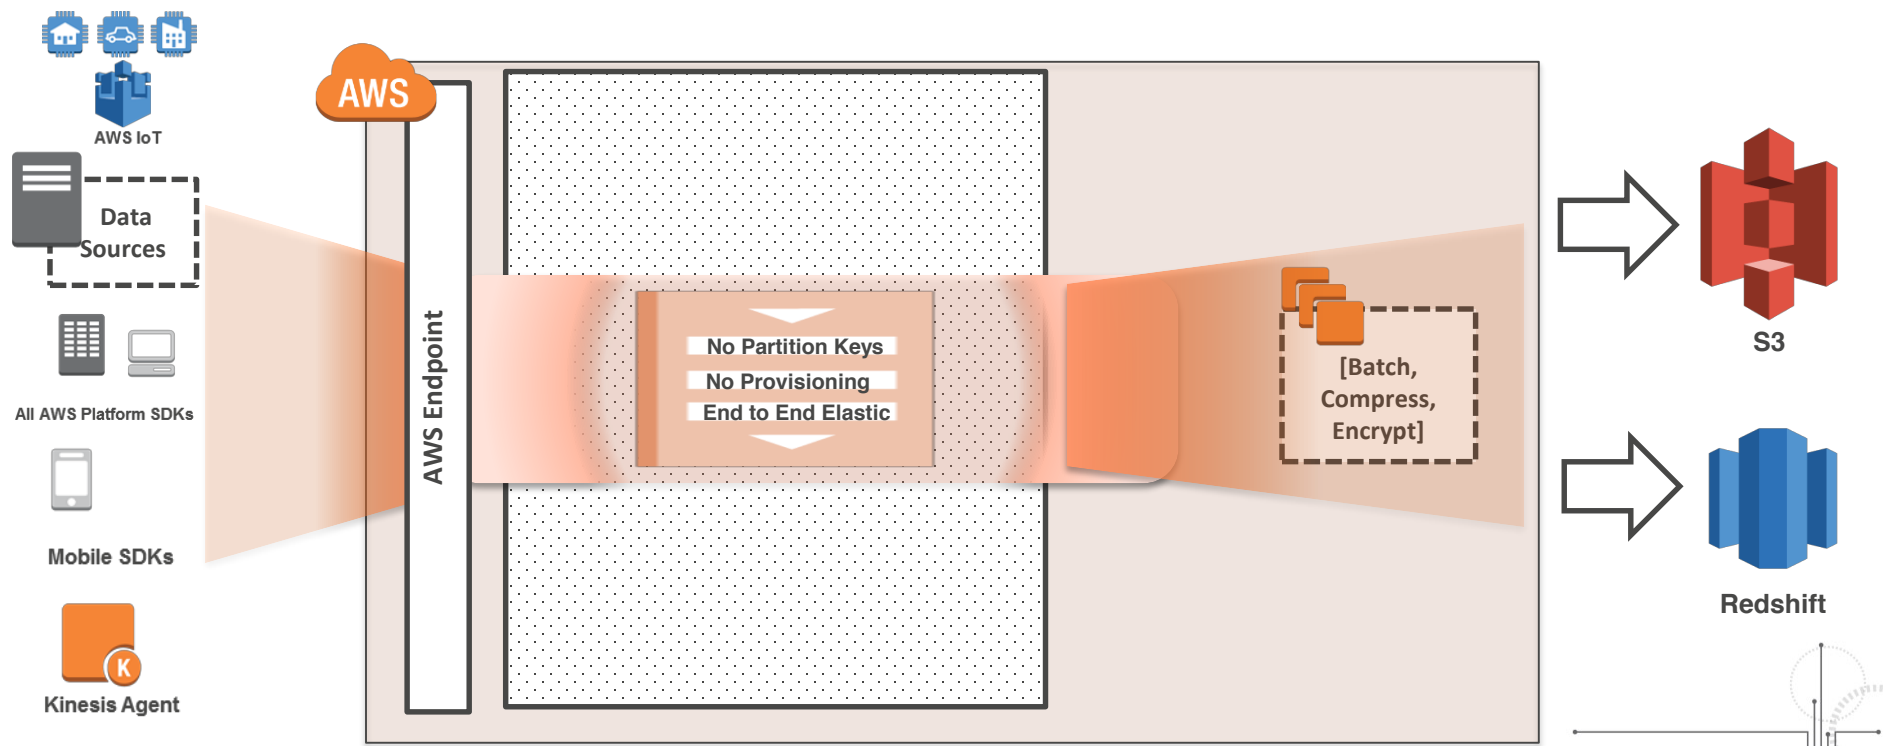 AWS IoT
Data
Sources
All AWS Platform SDKs
Mobile SDKs
K
Kinesis Agent
AWS
AWS Endpoint
No Partition Keys
No Provisioning
End to End Elastic
[Batch,
Compress,
Encrypt]
S3
Redshift